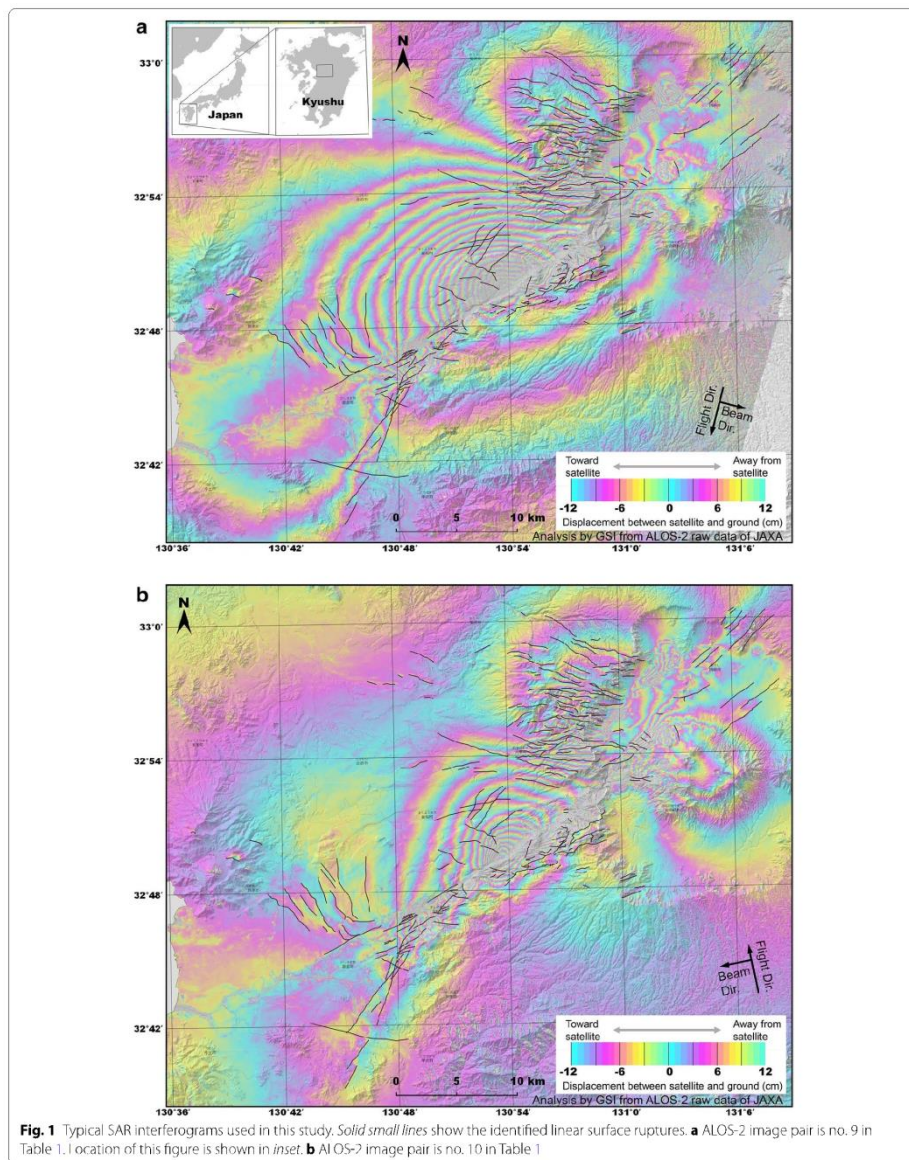 a
N
33°0'
Japan
Kyushu
32°54'
32°48'
32°42'
Flight Dir.
Beam
Dir.
Toward
satellite
Away from
satellite
-12 -6 0 6 12
Displacement between satellite and ground (cm)
0 5 10 km
Analysis by GSI from ALOS-2 raw data of JAXA
130°36' 130°42' 130°48' 130°54' 131°0' 131°6'
b
N
33°0'
32°54'
32°48'
32°42'
Flight Dir.
Beam
Dir.
Toward
satellite
Away from
satellite
-12 -6 0 6 12
Displacement between satellite and ground (cm)
0 5 10 km
Analysis by GSI from ALOS-2 raw data of JAXA
130°36' 130°42' 130°48' 130°54' 131°0' 131°6'
Fig. 1 Typical SAR interferograms used in this study. Solid small lines show the identified linear surface ruptures. a ALOS-2 image pair is no. 9 in
Table 1. Location of this figure is shown in inset. b ALOS-2 image pair is no. 10 in Table 1